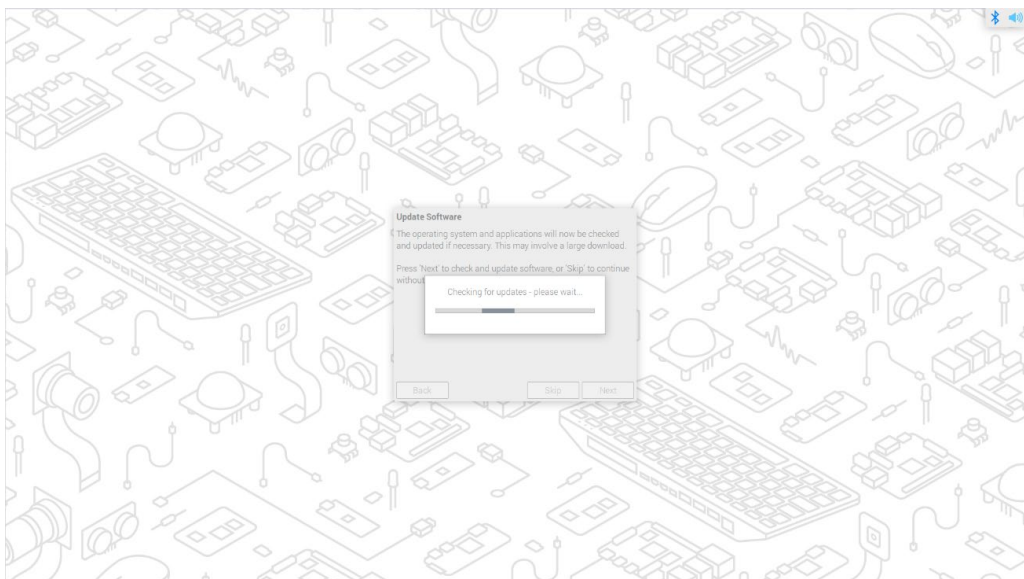 Update Software
The operating system and applications will now be checked
and updated if necessary. This may involve a large download.
Press 'Next' to check and update software, or 'Skip' to continue
without
Checking for updates - please wait...
Back
Skip
Next